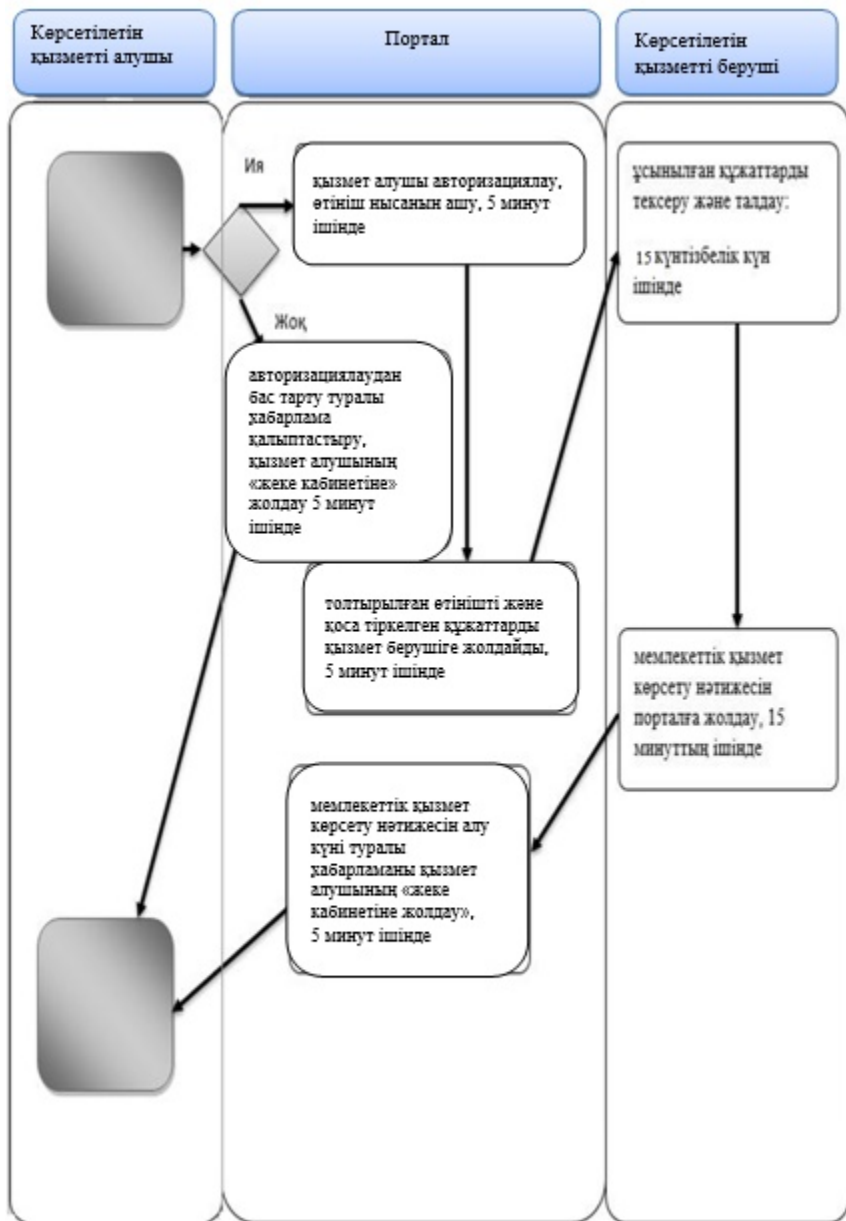 Көрсетілетін
қызметті алушы
Портал
Көрсетілетін
қызметті беруші
Ия
қызмет алушы авторизациялау,
өтініш нысанын ашу, 5 минут
ішінде
ұсынылған құжаттарды
тексеру және талдау;
15 күнтізбелік күн
ішінде
Жоқ
авторизациялаудан
бас тарту туралы
хабарлама
қалыптастыру,
қызмет алушының
«жеке кабинетіне»
жолдау 5 минут
ішінде
толтырылған өтінішті және
қоса тіркелген құжаттарды
қызмет берушіге жолдайды,
5 минут ішінде
мемлекеттік қызмет
көрсету нәтижесін
порталға жолдау, 15
минуттың ішінде
мемлекеттік қызмет
көрсету нәтижесін алу
күні туралы
хабарламаны қызмет
алушының «жеке
кабинетіне жолдау»,
5 минут ішінде